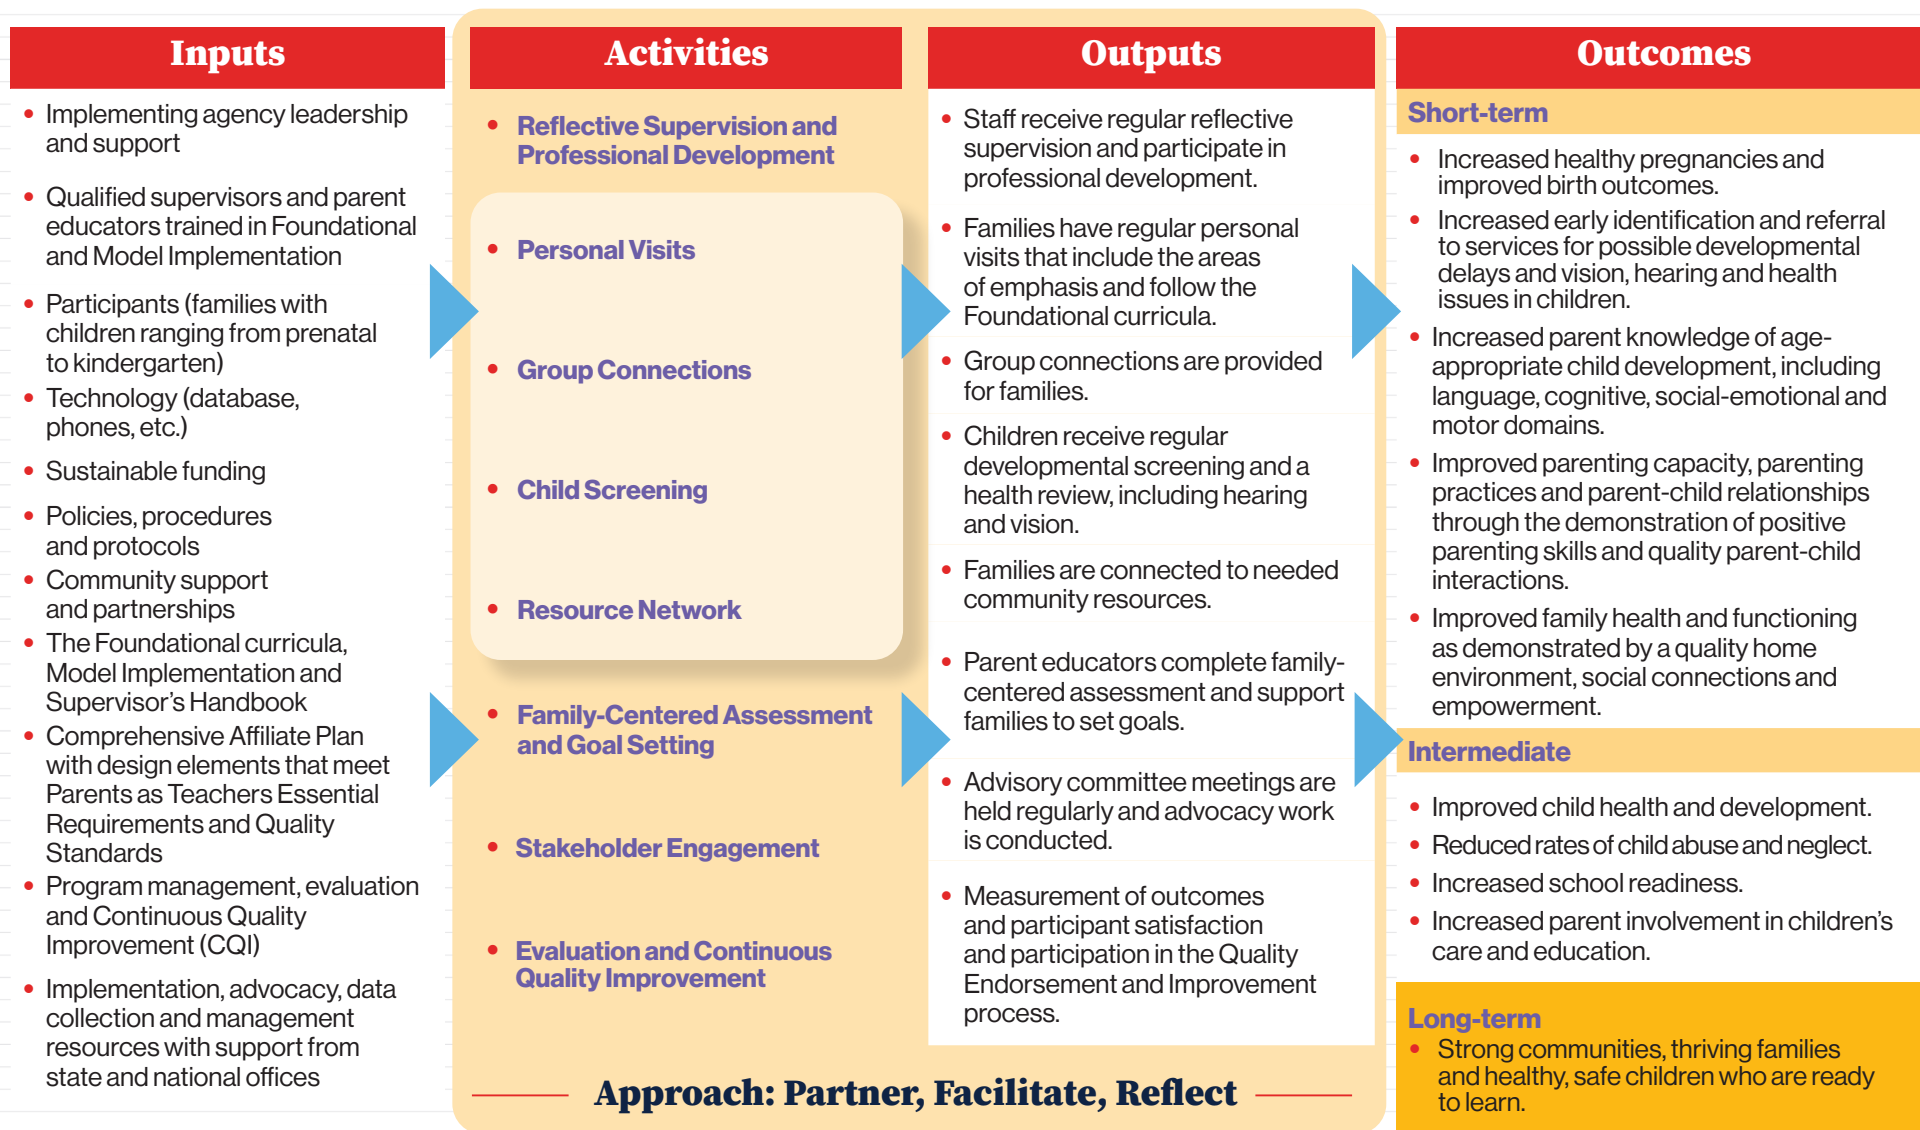 Inputs
• Implementing agency leadership
and support
• Qualified supervisors and parent
educators trained in Foundational
and Model Implementation
• Participants (families with
children ranging from prenatal
to kindergarten)
• Technology (database,
phones, etc.)
• Sustainable funding
• Policies, procedures
and protocols
• Community support
and partnerships
• The Foundational curricula,
Model Implementation and
Supervisor’s Handbook
• Comprehensive Affiliate Plan
with design elements that meet
Parents as Teachers Essential
Requirements and Quality
Standards
• Program management, evaluation
and Continuous Quality
Improvement (CQI)
• Implementation, advocacy, data
collection and management
resources with support from
state and national offices
Activities
• Reflective Supervision and
Professional Development
• Personal Visits
• Group Connections
• Child Screening
• Resource Network
• Family-Centered Assessment
and Goal Setting
• Stakeholder Engagement
• Evaluation and Continuous
Quality Improvement
Outputs
• Staff receive regular reflective
supervision and participate in
professional development.
• Families have regular personal
visits that include the areas
of emphasis and follow the
Foundational curricula.
• Group connections are provided
for families.
• Children receive regular
developmental screening and a
health review, including hearing
and vision.
• Families are connected to needed
community resources.
• Parent educators complete family-
centered assessment and support
families to set goals.
• Advisory committee meetings are
held regularly and advocacy work
is conducted.
• Measurement of outcomes
and participant satisfaction
and participation in the Quality
Endorsement and Improvement
process.
Approach: Partner, Facilitate, Reflect
Outcomes
Short-term
• Increased healthy pregnancies and
improved birth outcomes.
• Increased early identification and referral
to services for possible developmental
delays and vision, hearing and health
issues in children.
• Increased parent knowledge of age-
appropriate child development, including
language, cognitive, social-emotional and
motor domains.
• Improved parenting capacity, parenting
practices and parent-child relationships
through the demonstration of positive
parenting skills and quality parent-child
interactions.
• Improved family health and functioning
as demonstrated by a quality home
environment, social connections and
empowerment.
Intermediate
• Improved child health and development.
• Reduced rates of child abuse and neglect.
• Increased school readiness.
• Increased parent involvement in children’s
care and education.
Long-term
• Strong communities, thriving families
and healthy, safe children who are ready
to learn.